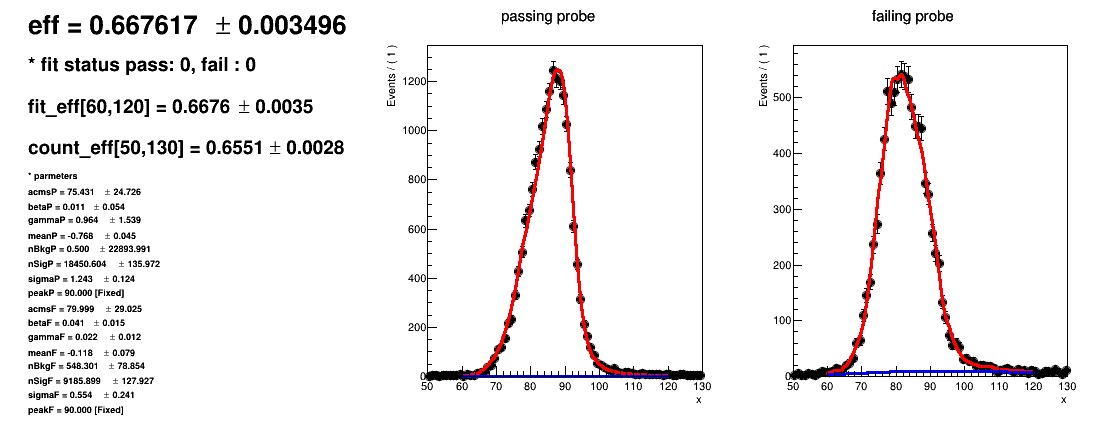 eff = 0.667617 ± 0.003496
* fit status pass: 0, fail : 0
fit_eff[60,120] = 0.6676 ± 0.0035
count_eff[50,130] = 0.6551 ± 0.0028
* parmeters
acmsP = 75.431 ± 24.726
betaP = 0.011 ± 0.054
gammaP = 0.964 ± 1.539
meanP = -0.768 ± 0.045
nBkgP = 0.500 ± 22893.991
nSigP = 18450.604 ± 135.972
sigmaP = 1.243 ± 0.124
peakP = 90.000 [Fixed]
acmsF = 79.999 ± 29.025
betaF = 0.041 ± 0.015
gammaF = 0.022 ± 0.012
meanF = -0.118 ± 0.079
nBkgF = 548.301 ± 78.854
nSigF = 9185.899 ± 127.927
sigmaF = 0.554 ± 0.241
peakF = 90.000 [Fixed]
passing probe
Events / ( 1 )
1200
1000
800
600
400
200
0
50 60 70 80 90 100 110 120 130
x
failing probe
Events / ( 1 )
500
400
300
200
100
0
50 60 70 80 90 100 110 120 130
x